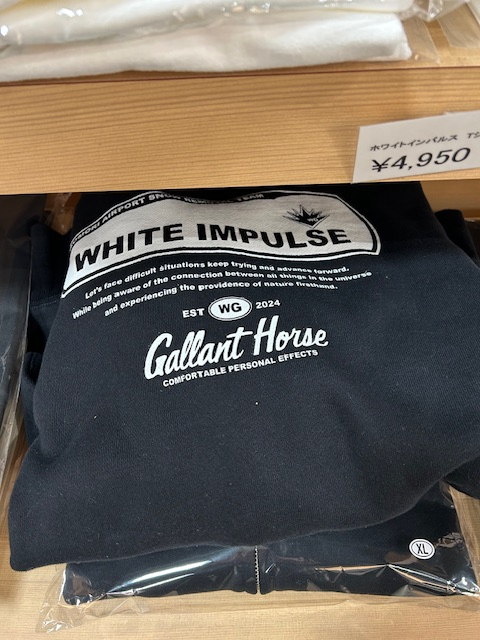 ホワイトインパルス
¥4,950
AIRPORT
TEAM
WG
WHITE IMPULSE
Let's face difficult situations keep trying and advance forward.
While being aware of the connection between all things in the universe
and experiencing the providence of nature firsthand.
EST WG 2024
Gallant Horse
COMFORTABLE PERSONAL EFFECTS
XL